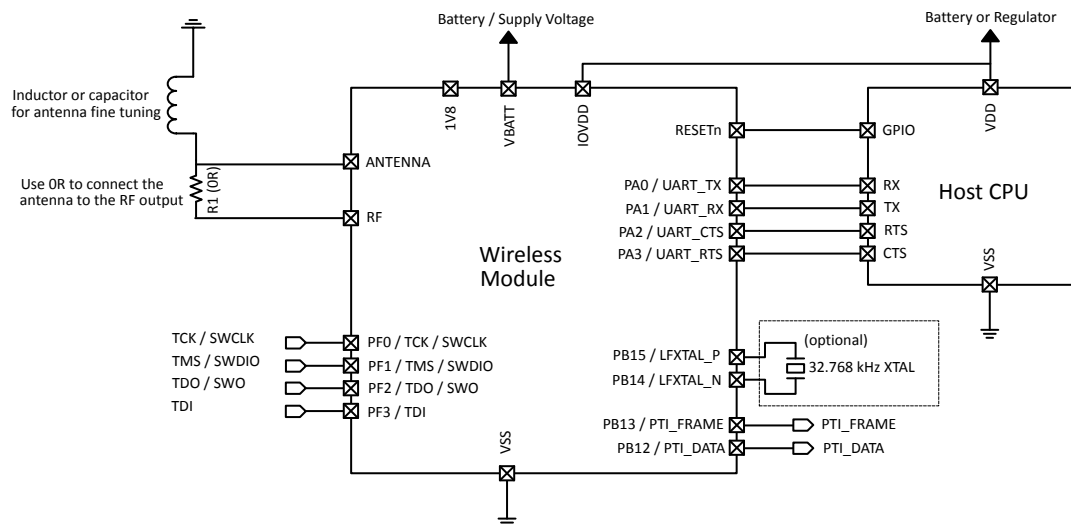 Battery / Supply Voltage
Battery or Regulator
Inductor or capacitor
for antenna fine tuning
1V8
VBATT
IOVDD
VDD
RESETn
GPIO
ANTENNA
Use 0R to connect the
antenna to the RF output
R1 (0R)
RF
PA0 / UART_TX
RX
PA1 / UART_RX
TX
PA2 / UART_CTS
RTS
PA3 / UART_RTS
CTS
Host CPU
Wireless
Module
VSS
TCK / SWCLK
PF0 / TCK / SWCLK
TMS / SWDIO
PF1 / TMS / SWDIO
TDO / SWO
PF2 / TDO / SWO
TDI
PF3 / TDI
(optional)
PB15 / LFXTAL_P
32.768 kHz XTAL
PB14 / LFXTAL_N
PB13 / PTI_FRAME
PTI_FRAME
PB12 / PTI_DATA
PTI_DATA
VSS